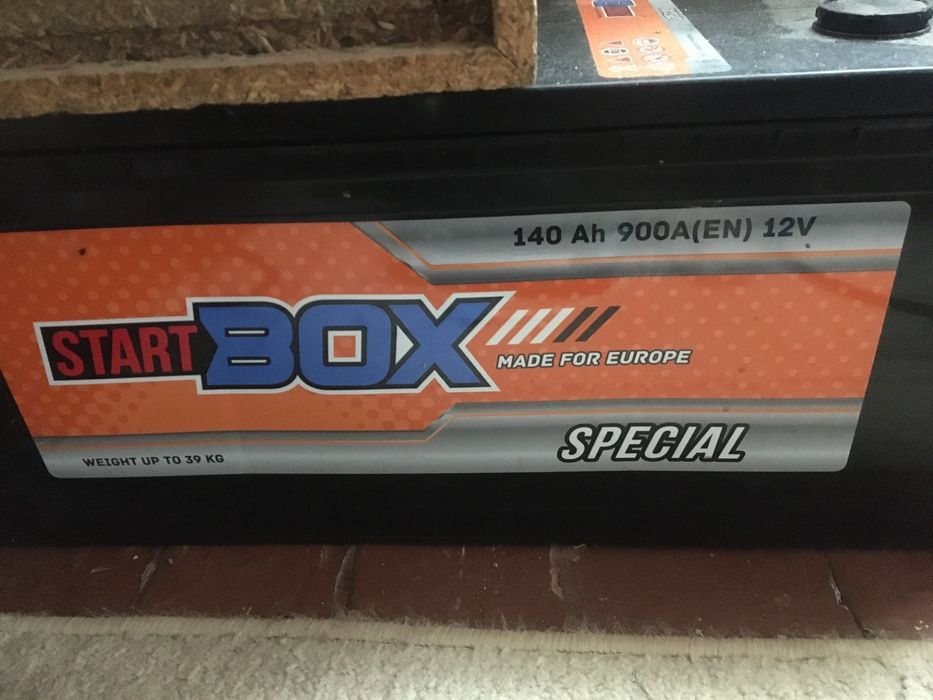 140 Ah 900A(EN) 12V
START BOX
MADE FOR EUROPE
SPECIAL
WEIGHT UP TO 39 KG